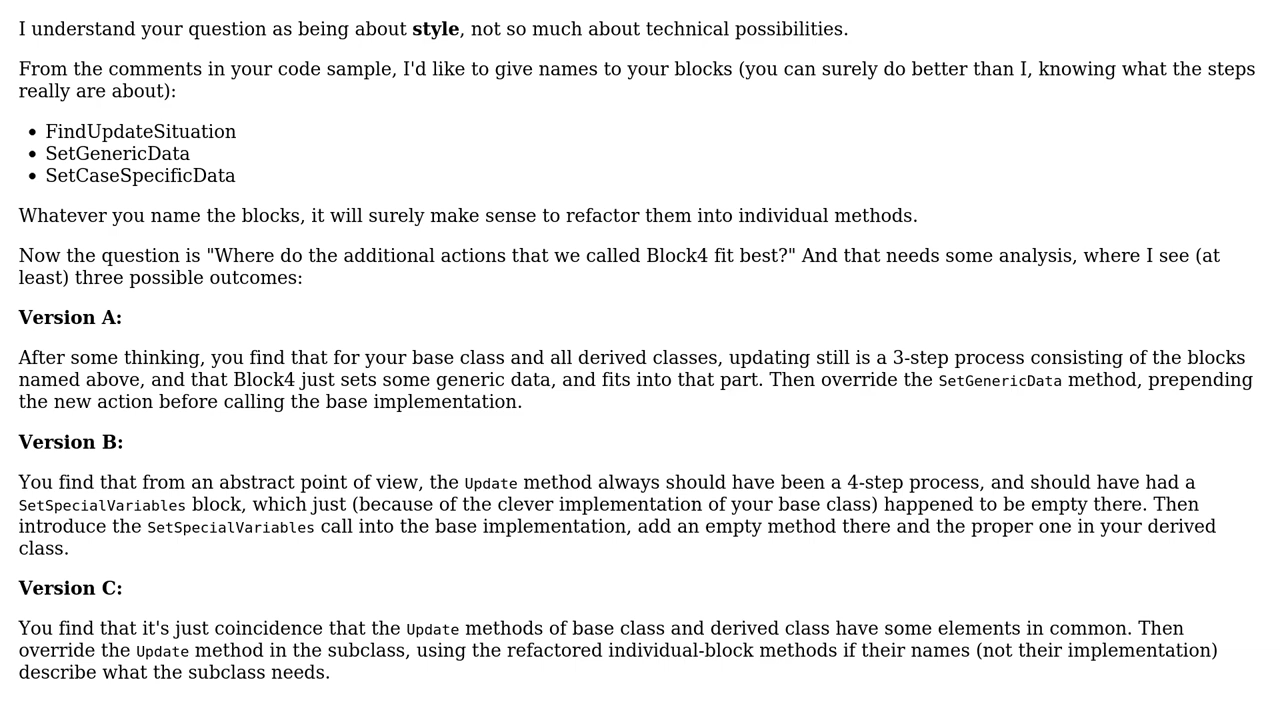 I understand your question as being about style, not so much about technical possibilities.
From the comments in your code sample, I'd like to give names to your blocks (you can surely do better than I, knowing what the steps
really are about):
• FindUpdateSituation
• SetGenericData
• SetCaseSpecificData
Whatever you name the blocks, it will surely make sense to refactor them into individual methods.
Now the question is "Where do the additional actions that we called Block4 fit best?" And that needs some analysis, where I see (at
least) three possible outcomes:
Version A:
After some thinking, you find that for your base class and all derived classes, updating still is a 3-step process consisting of the blocks
named above, and that Block4 just sets some generic data, and fits into that part. Then override the SetGenericData method, prepending
the new action before calling the base implementation.
Version B:
You find that from an abstract point of view, the Update method always should have been a 4-step process, and should have had a
SetSpecialVariables block, which just (because of the clever implementation of your base class) happened to be empty there. Then
introduce the SetSpecialVariables call into the base implementation, add an empty method there and the proper one in your derived
class.
Version C:
You find that it's just coincidence that the Update methods of base class and derived class have some elements in common. Then
override the Update method in the subclass, using the refactored individual-block methods if their names (not their implementation)
describe what the subclass needs.